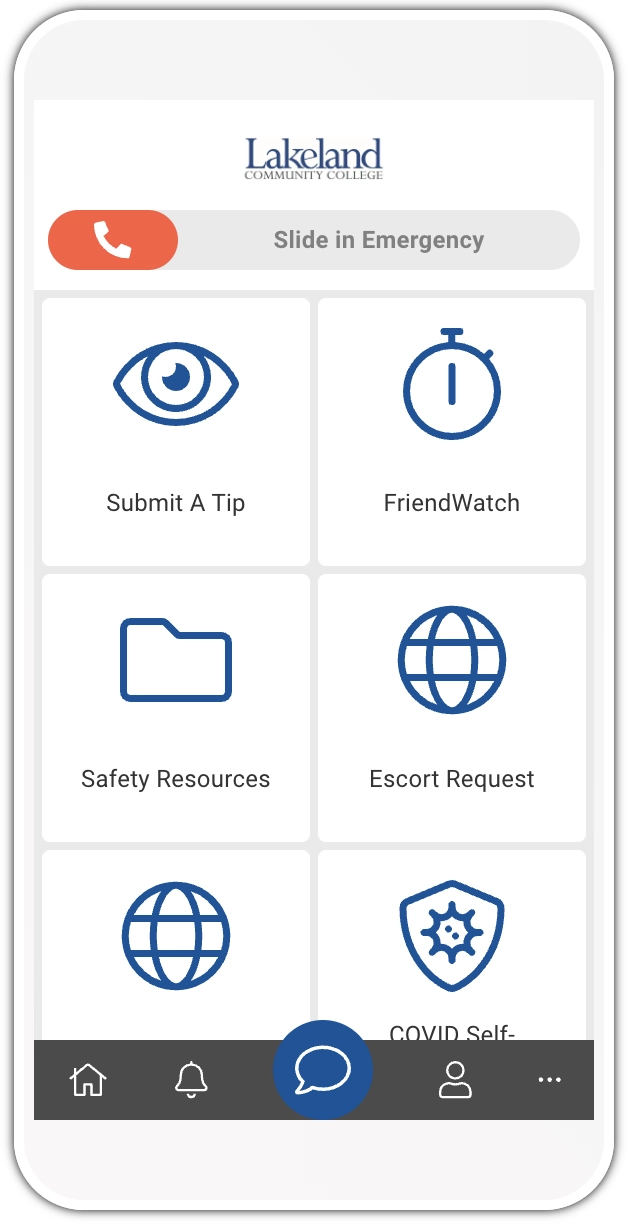 Lakeland
COMMUNITY COLLEGE
Slide in Emergency
Submit A Tip
FriendWatch
Safety Resources
Escort Request
COVID Self-